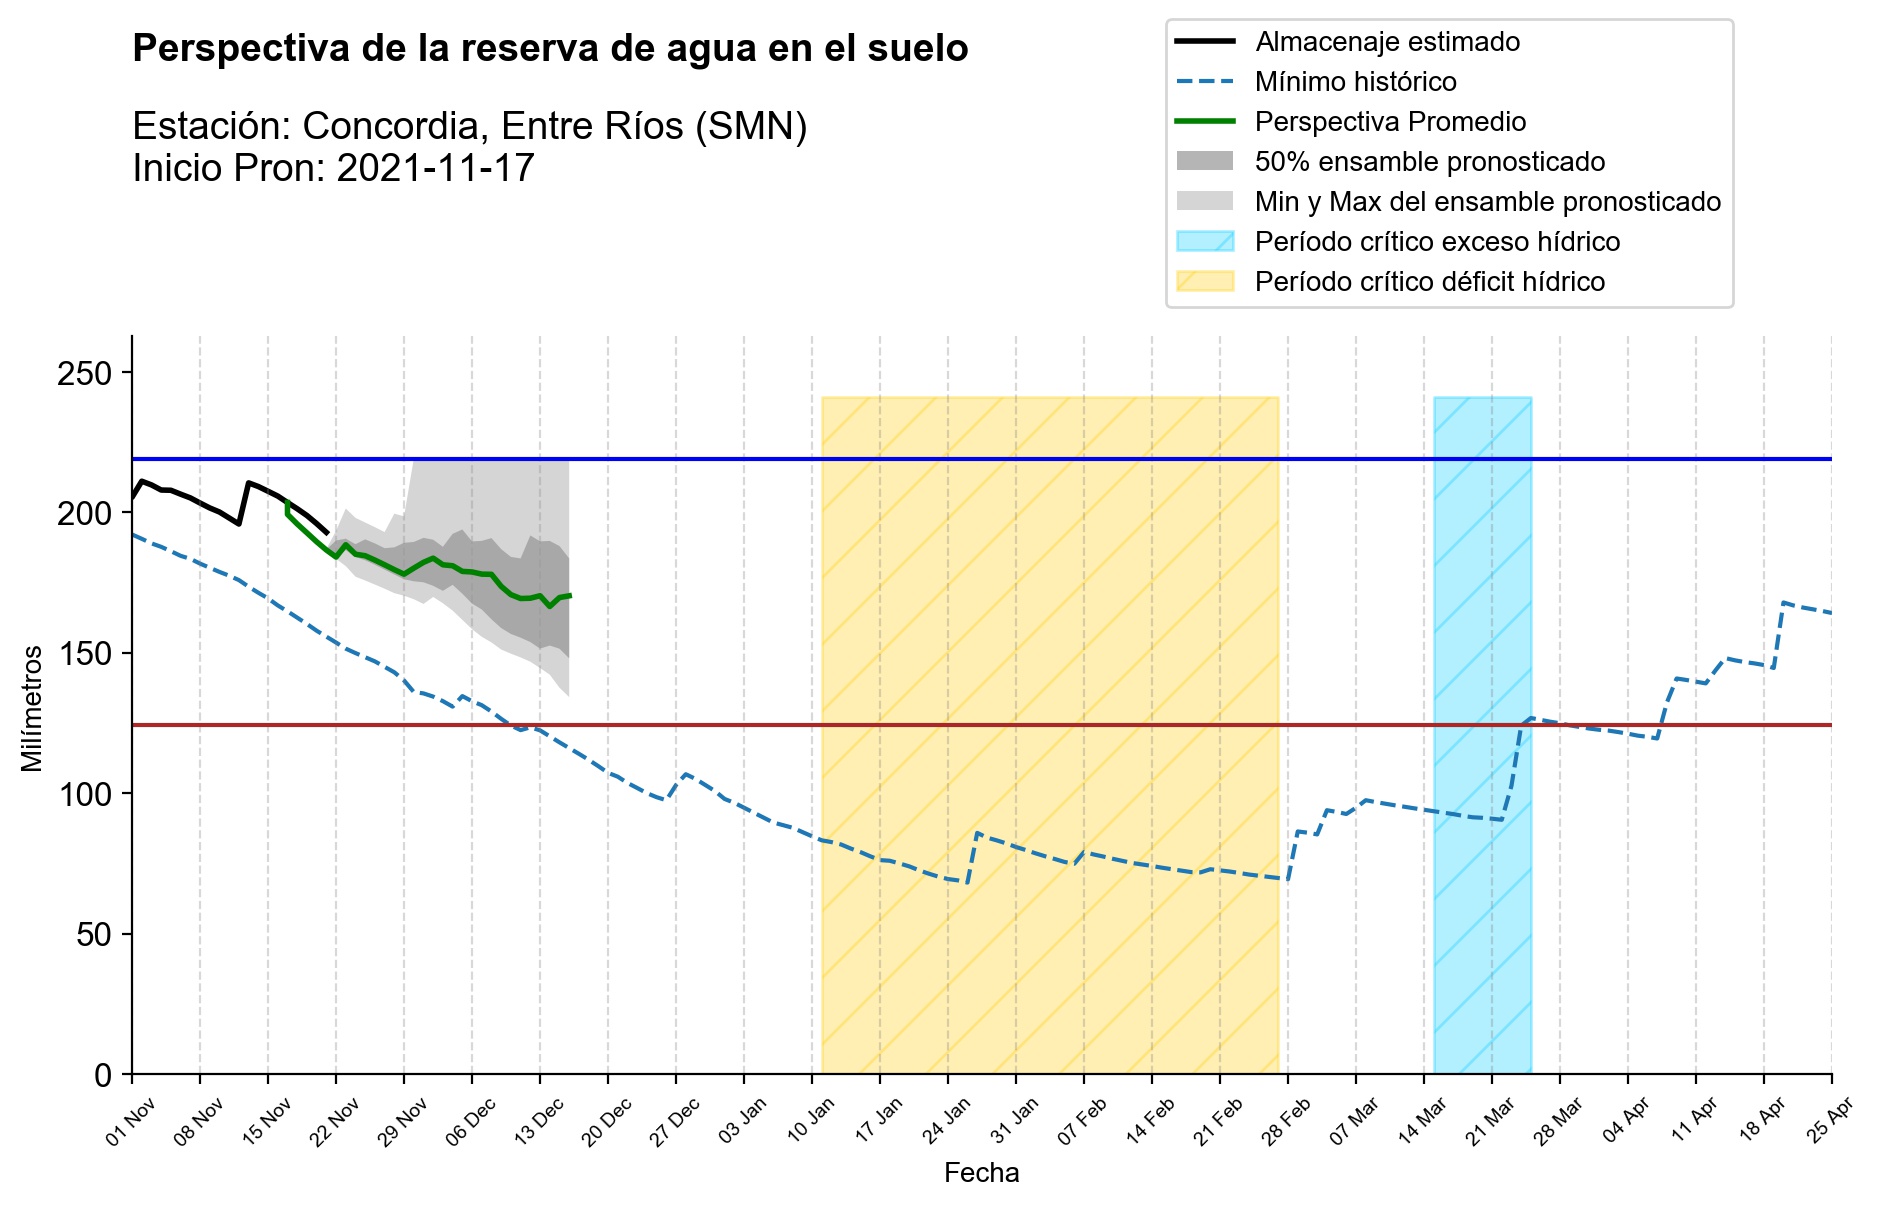 Perspectiva de la reserva de agua en el suelo
Estación: Concordia, Entre Ríos (SMN)
Inicio Pron: 2021-11-17
Almacenaje estimado
Mínimo histórico
Perspectiva Promedio
50% ensamble pronosticado
Min y Max del ensamble pronosticado
Período crítico exceso hídrico
Período crítico déficit hídrico
Milímetros
250
200
150
100
50
0
01 Nov
08 Nov
15 Nov
22 Nov
29 Nov
06 Dec
13 Dec
20 Dec
27 Dec
03 Jan
10 Jan
17 Jan
24 Jan
31 Jan
07 Feb
14 Feb
21 Feb
28 Feb
07 Mar
14 Mar
21 Mar
28 Mar
04 Apr
11 Apr
18 Apr
25 Apr
Fecha